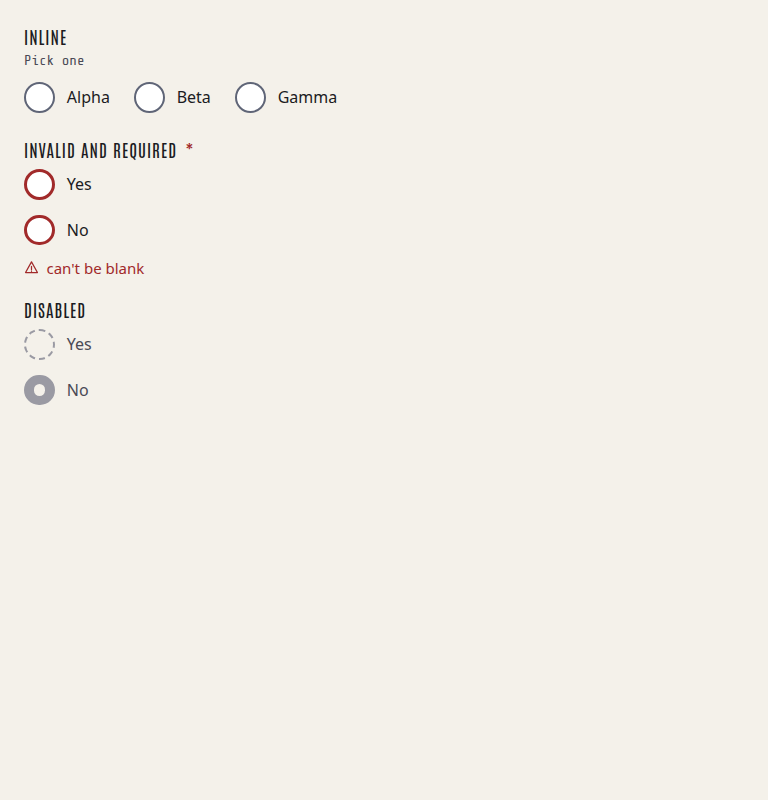 INLINE
Pick one
Alpha Beta Gamma
INVALID AND REQUIRED *
Yes
No
can't be blank
DISABLED
Yes
No